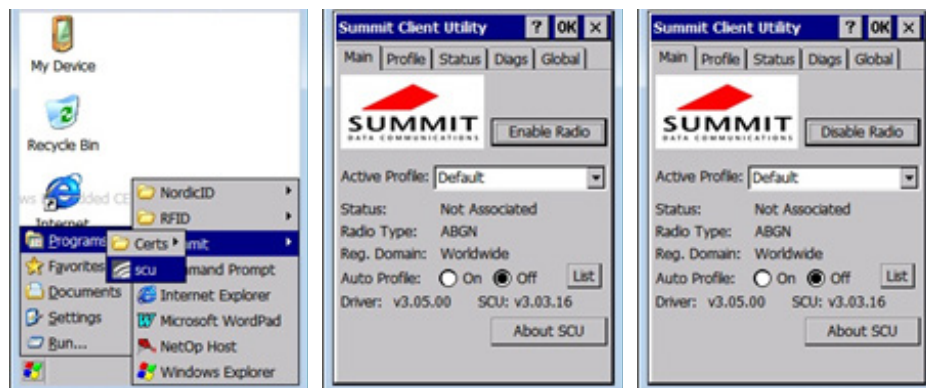 My Device
Recycle Bin
Internet
NordicID
RFID
Programs
Certs
Favorites
scu
Command Prompt
Documents
Internet Explorer
Settings
Microsoft WordPad
Run...
NetOp Host
Windows Explorer
Summit Client Utility ? OK ×
Main Profile Status Diags Global
SUMMIT
DATA COMMUNICATIONS
Enable Radio
Active Profile: Default
Status: Not Associated
Radio Type: ABGN
Reg. Domain: Worldwide
Auto Profile: On Off List
Driver: v3.05.00 SCU: v3.03.16
About SCU
Summit Client Utility ? OK ×
Main Profile Status Diags Global
SUMMIT
DATA COMMUNICATIONS
Disable Radio
Active Profile: Default
Status: Not Associated
Radio Type: ABGN
Reg. Domain: Worldwide
Auto Profile: On Off List
Driver: v3.05.00 SCU: v3.03.16
About SCU